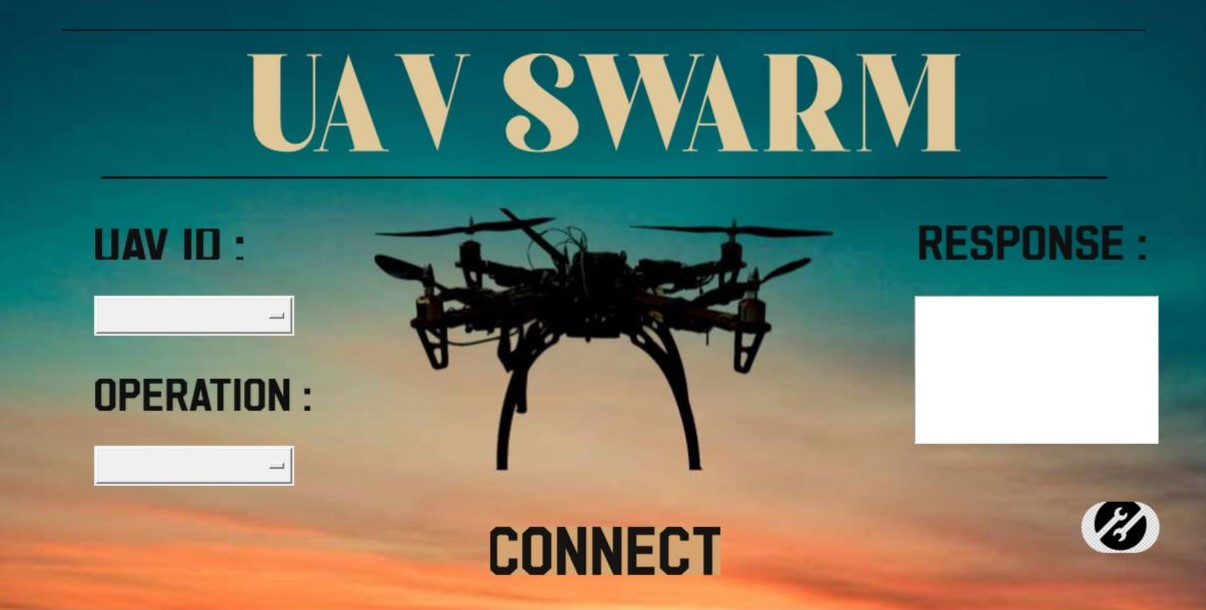 UAV SWARM
UAV ID :
RESPONSE :
OPERATION :
CONNECT